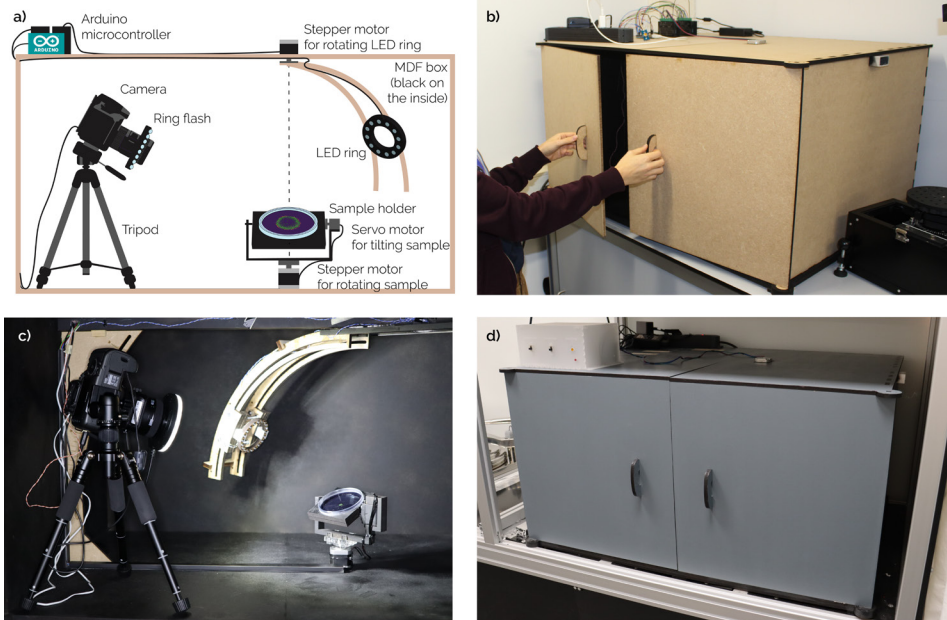 a)
Arduino
microcontroller
ARDUINO
Stepper motor
for rotating LED ring
MDF box
(black on
the inside)
Camera
Ring flash
LED ring
Tripod
Sample holder
Servo motor
for tilting sample
Stepper motor
for rotating sample
b)
c)
d)